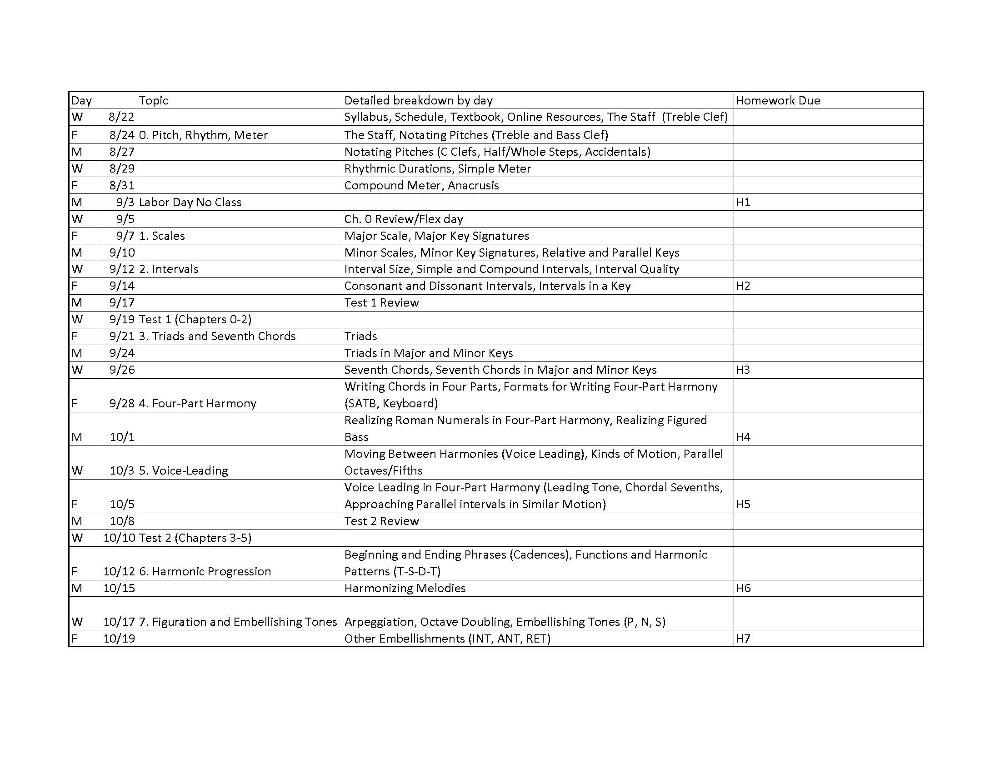 Day Topic Detailed breakdown by day Homework Due
W 8/22 Syllabus, Schedule, Textbook, Online Resources, The Staff  (Treble Clef)
F 8/24 0. Pitch, Rhythm, Meter The Staff, Notating Pitches (Treble and Bass Clef)
M 8/27 Notating Pitches (C Clefs, Half/Whole Steps, Accidentals)
W 8/29 Rhythmic Durations, Simple Meter
F 8/31 Compound Meter, Anacrusis
M 9/3 Labor Day No Class H1
W 9/5 Ch. 0 Review/Flex day
F 9/7 1. Scales Major Scale, Major Key Signatures
M 9/10 Minor Scales, Minor Key Signatures, Relative and Parallel Keys
W 9/12 2. Intervals Interval Size, Simple and Compound Intervals, Interval Quality
F 9/14 Consonant and Dissonant Intervals, Intervals in a Key H2
M 9/17 Test 1 Review
W 9/19 Test 1 (Chapters 0-2)
F 9/21 3. Triads and Seventh Chords Triads
M 9/24 Triads in Major and Minor Keys
W 9/26 Seventh Chords, Seventh Chords in Major and Minor Keys H3
Writing Chords in Four Parts, Formats for Writing Four-Part Harmony
F 9/28 4. Four-Part Harmony (SATB, Keyboard)
Realizing Roman Numerals in Four-Part Harmony, Realizing Figured
M 10/1 Bass H4
Moving Between Harmonies (Voice Leading), Kinds of Motion, Parallel
W 10/3 5. Voice-Leading Octaves/Fifths
Voice Leading in Four-Part Harmony (Leading Tone, Chordal Sevenths,
F 10/5 Approaching Parallel intervals in Similar Motion) H5
M 10/8 Test 2 Review
W 10/10 Test 2 (Chapters 3-5)
Beginning and Ending Phrases (Cadences), Functions and Harmonic
F 10/12 6. Harmonic Progression Patterns (T-S-D-T)
M 10/15 Harmonizing Melodies H6
W 10/17 7. Figuration and Embellishing Tones Arpeggiation, Octave Doubling, Embellishing Tones (P, N, S)
F 10/19 Other Embellishments (INT, ANT, RET) H7